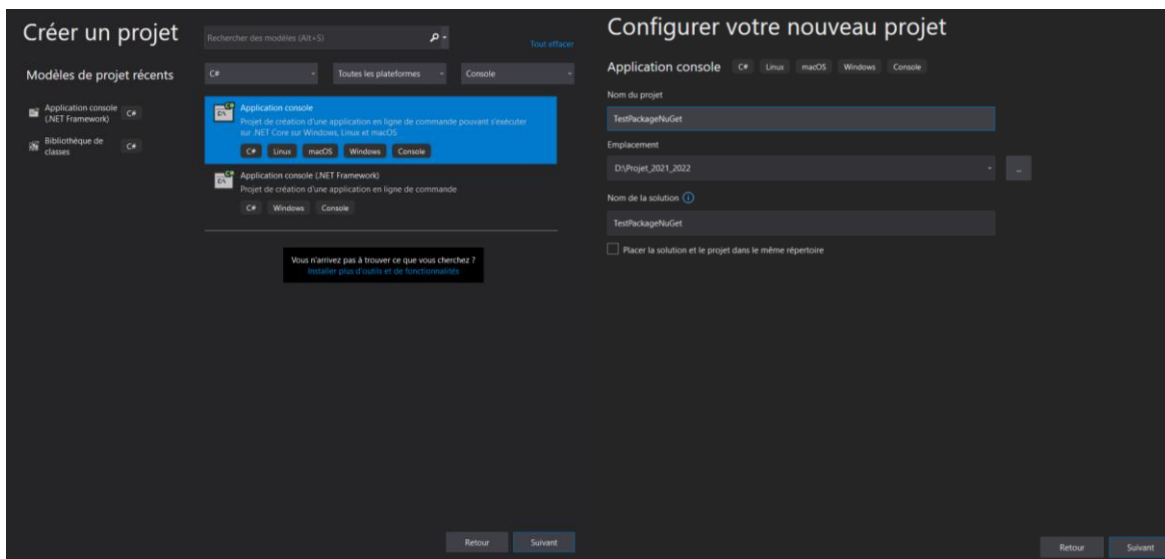 Créer un projet
Rechercher des modèles (Alt+S)
Tout effacer
Modèles de projet récents
Application console
(.NET Framework)
C#
Bibliothèque de
classes
C#
C#
Toutes les plateformes
Console
Application console
Projet de création d'une application en ligne de commande pouvant s'exécuter
sur .NET Core sur Windows, Linux et macOS
C# Linux macOS Windows Console
Application console (.NET Framework)
Projet de création d'une application en ligne de commande
C# Windows Console
Vous n'arrivez pas à trouver ce que vous cherchez ?
Installer plus d'outils et de fonctionnalités
Retour
Suivant
Configurer votre nouveau projet
Application console C# Linux macOS Windows Console
Nom du projet
TestPackageNuGet
Emplacement
D:\Projet_2021_2022
...
Nom de la solution
TestPackageNuGet
Placer la solution et le projet dans le même répertoire
Retour
Suivant